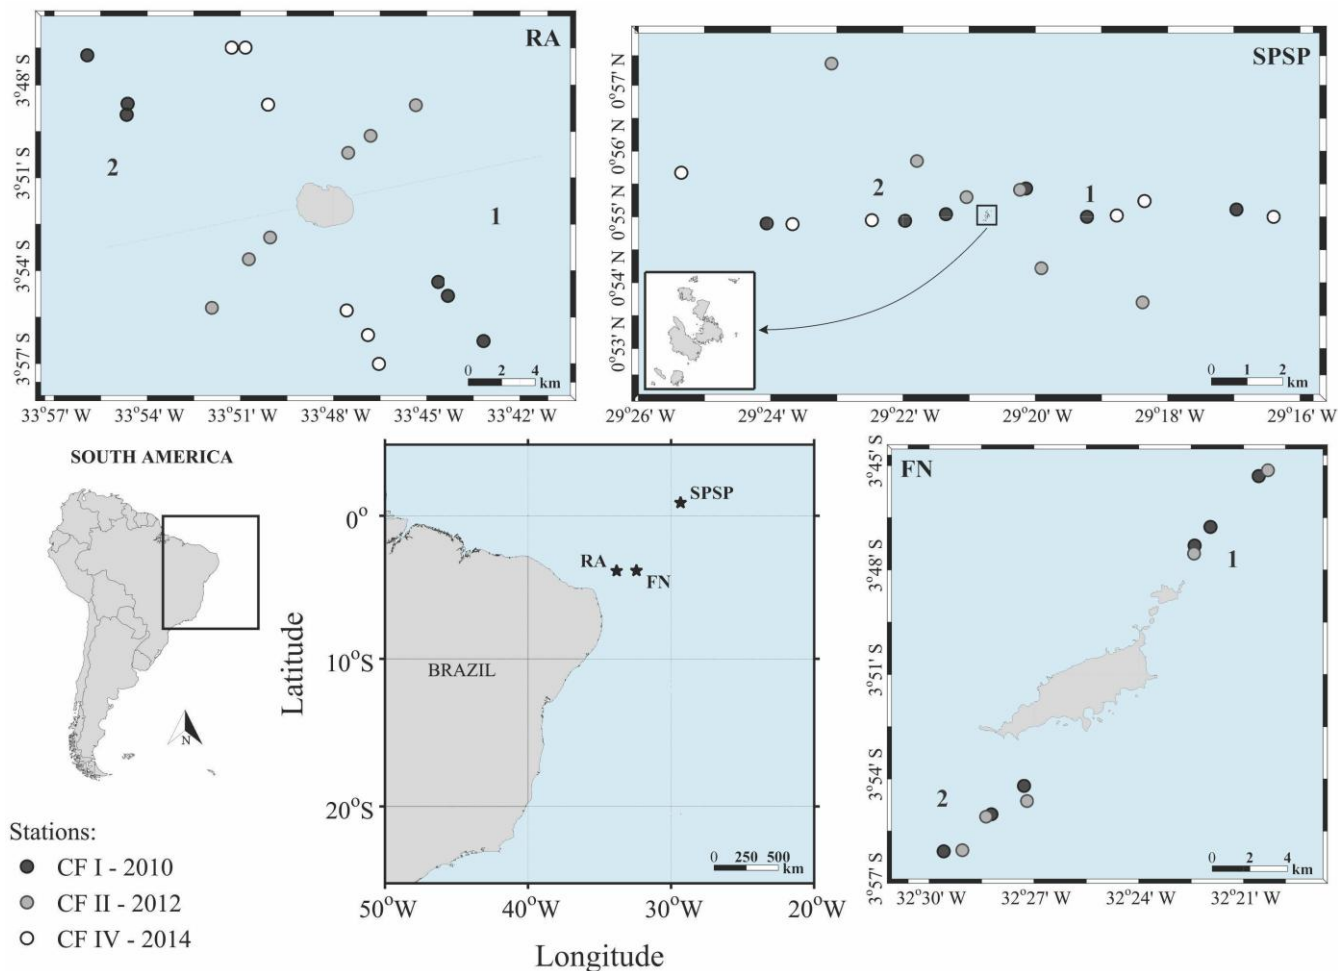 RA
3°48' S
3°51' S
3°54' S
3°57' S
2
1
0 2 4
km
33°57' W 33°54' W 33°51' W 33°48' W 33°45' W 33°42' W
SPSP
0°57' N
0°56' N
0°55' N
0°54' N
0°53' N
2
1
0 1 2
km
29°26 W 29°24' W 29°22' W 29°20' W 29°18' W 29°16 W
SOUTH AMERICA
N
Stations:
CF I - 2010
CF II - 2012
CF IV - 2014
Latitude
0°
10°S
20°S
SPSP
RA
FN
BRAZIL
0 250 500
km
50°W 40°W 30°W 20°W
Longitude
FN
3°45' S
3°48' S
3°51' S
3°54' S
3°57' S
1
2
0 2 4
km
32°30' W 32°27' W 32°24' W 32°21' W